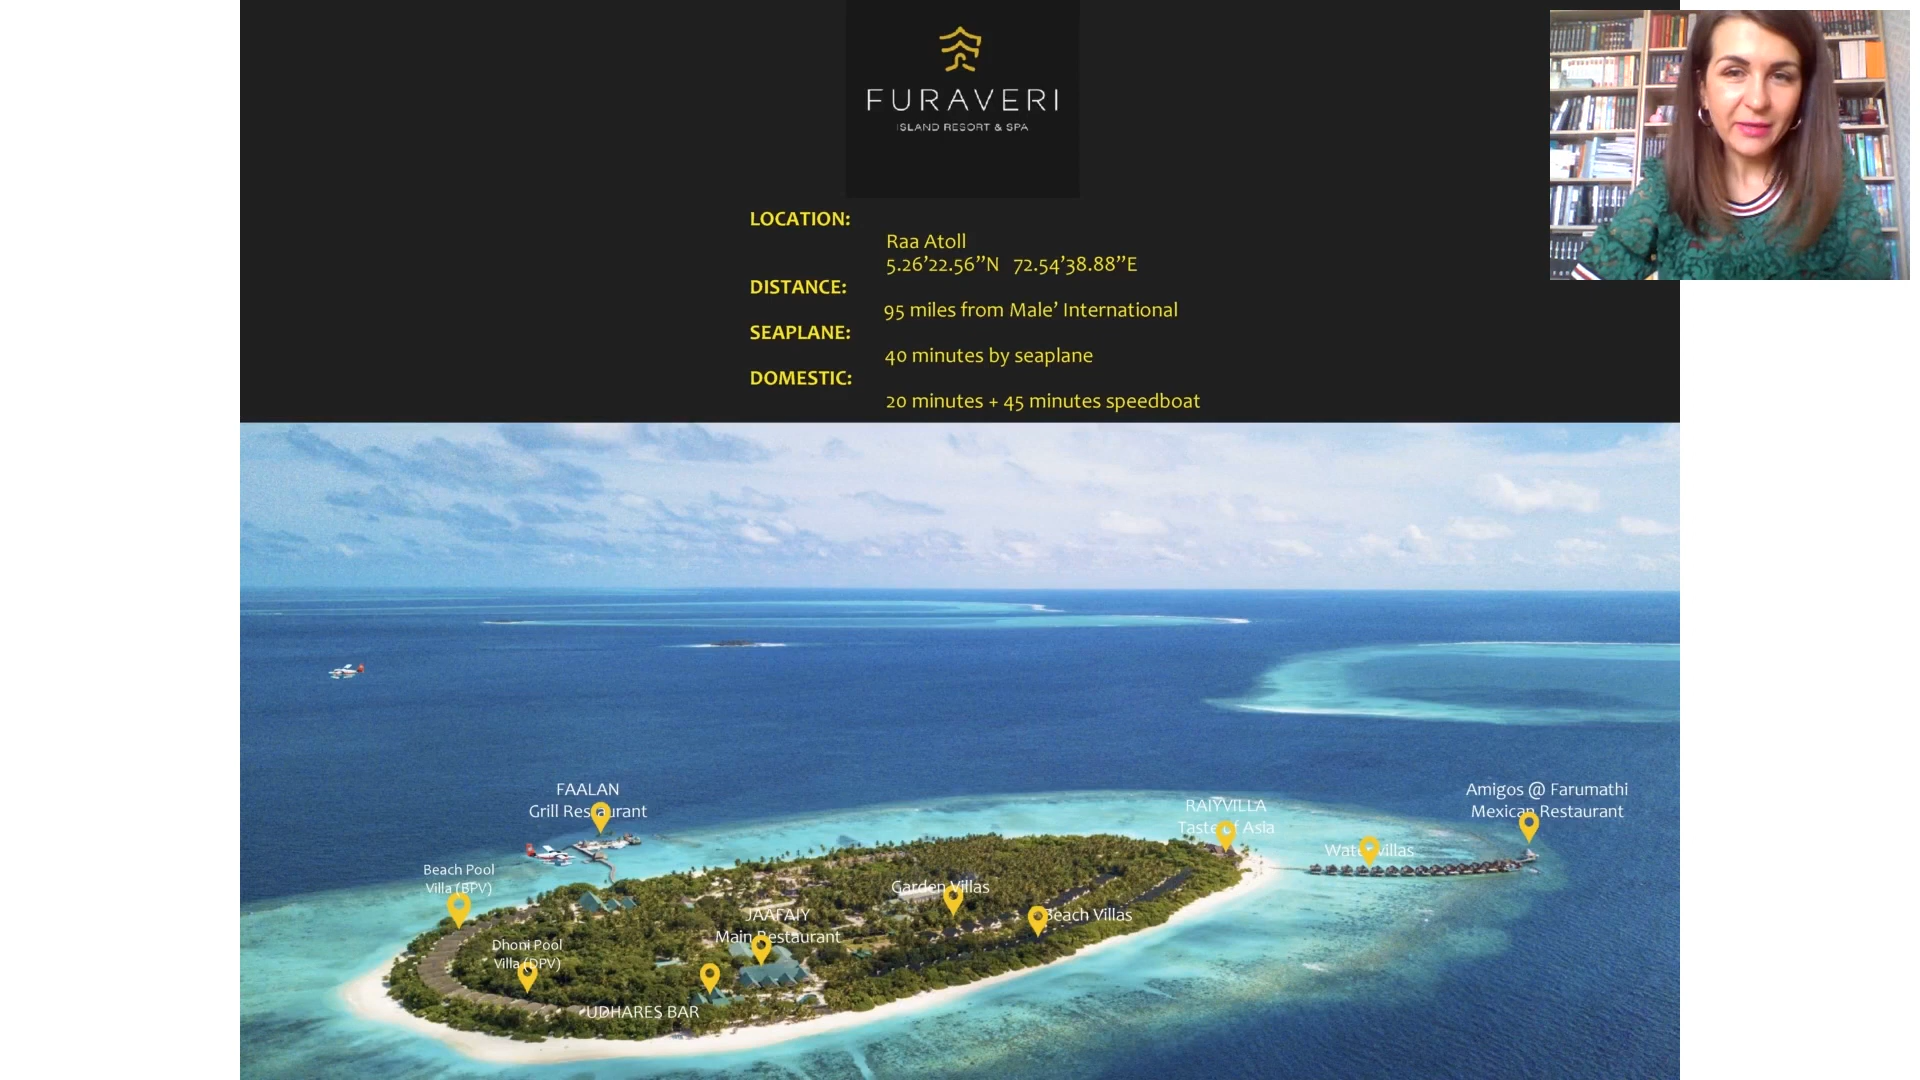 FURAVERI
ISLAND RESORT & SPA
LOCATION:
Raa Atoll
5.26’22.56”N 72.54’38.88”E
DISTANCE:
95 miles from Male’ International
SEAPLANE:
40 minutes by seaplane
DOMESTIC:
20 minutes + 45 minutes speedboat
FAALAN
Grill Restaurant
RAIYVILLA
Taste of Asia
Amigos @ Farumathi
Mexican Restaurant
Water Villas
Beach Pool
Villa (BPV)
Garden Villas
JAAFAIY
Main Restaurant
Beach Villas
Dhoni Pool
Villa (DPV)
UDHARES BAR